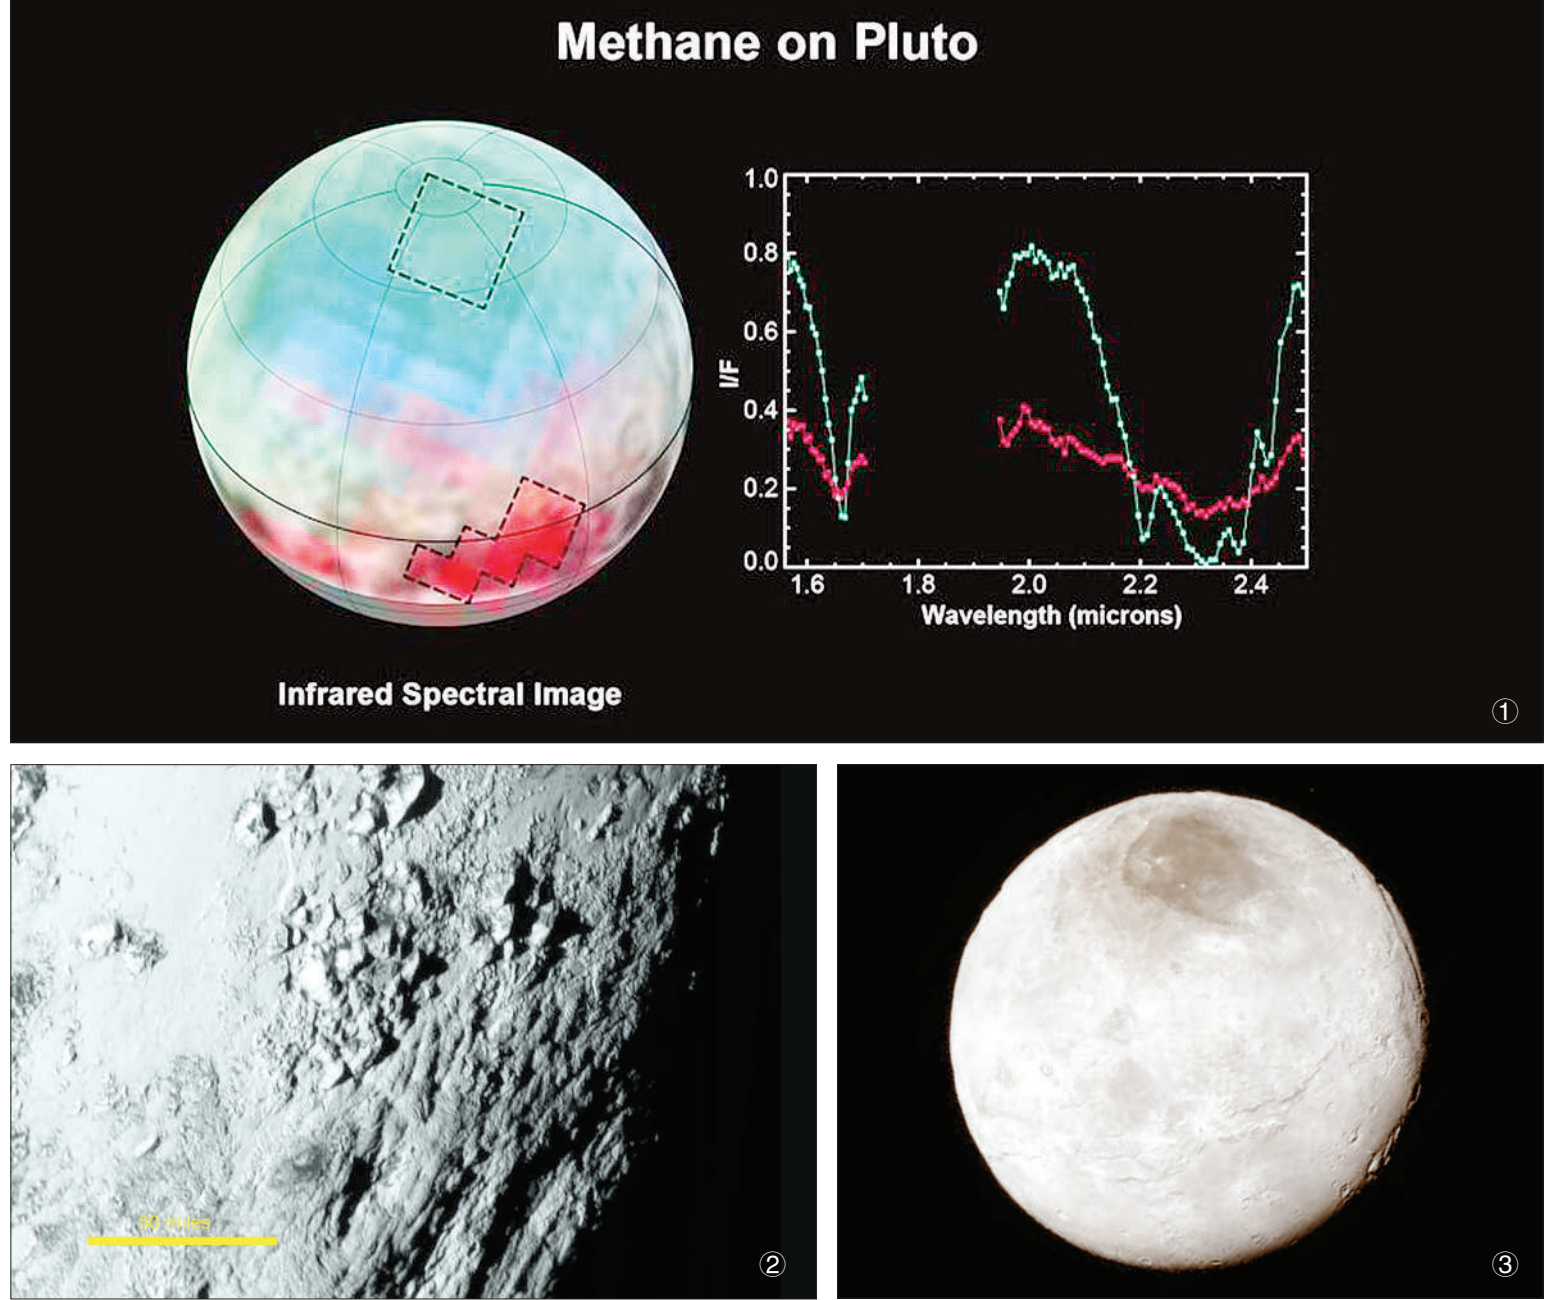 Methane on Pluto
1.0
0.8
0.6
0.4
0.2
0.0
I/F
1.6 1.8 2.0 2.2 2.4
Wavelength (microns)
Infrared Spectral Image
①
50 miles
②
③